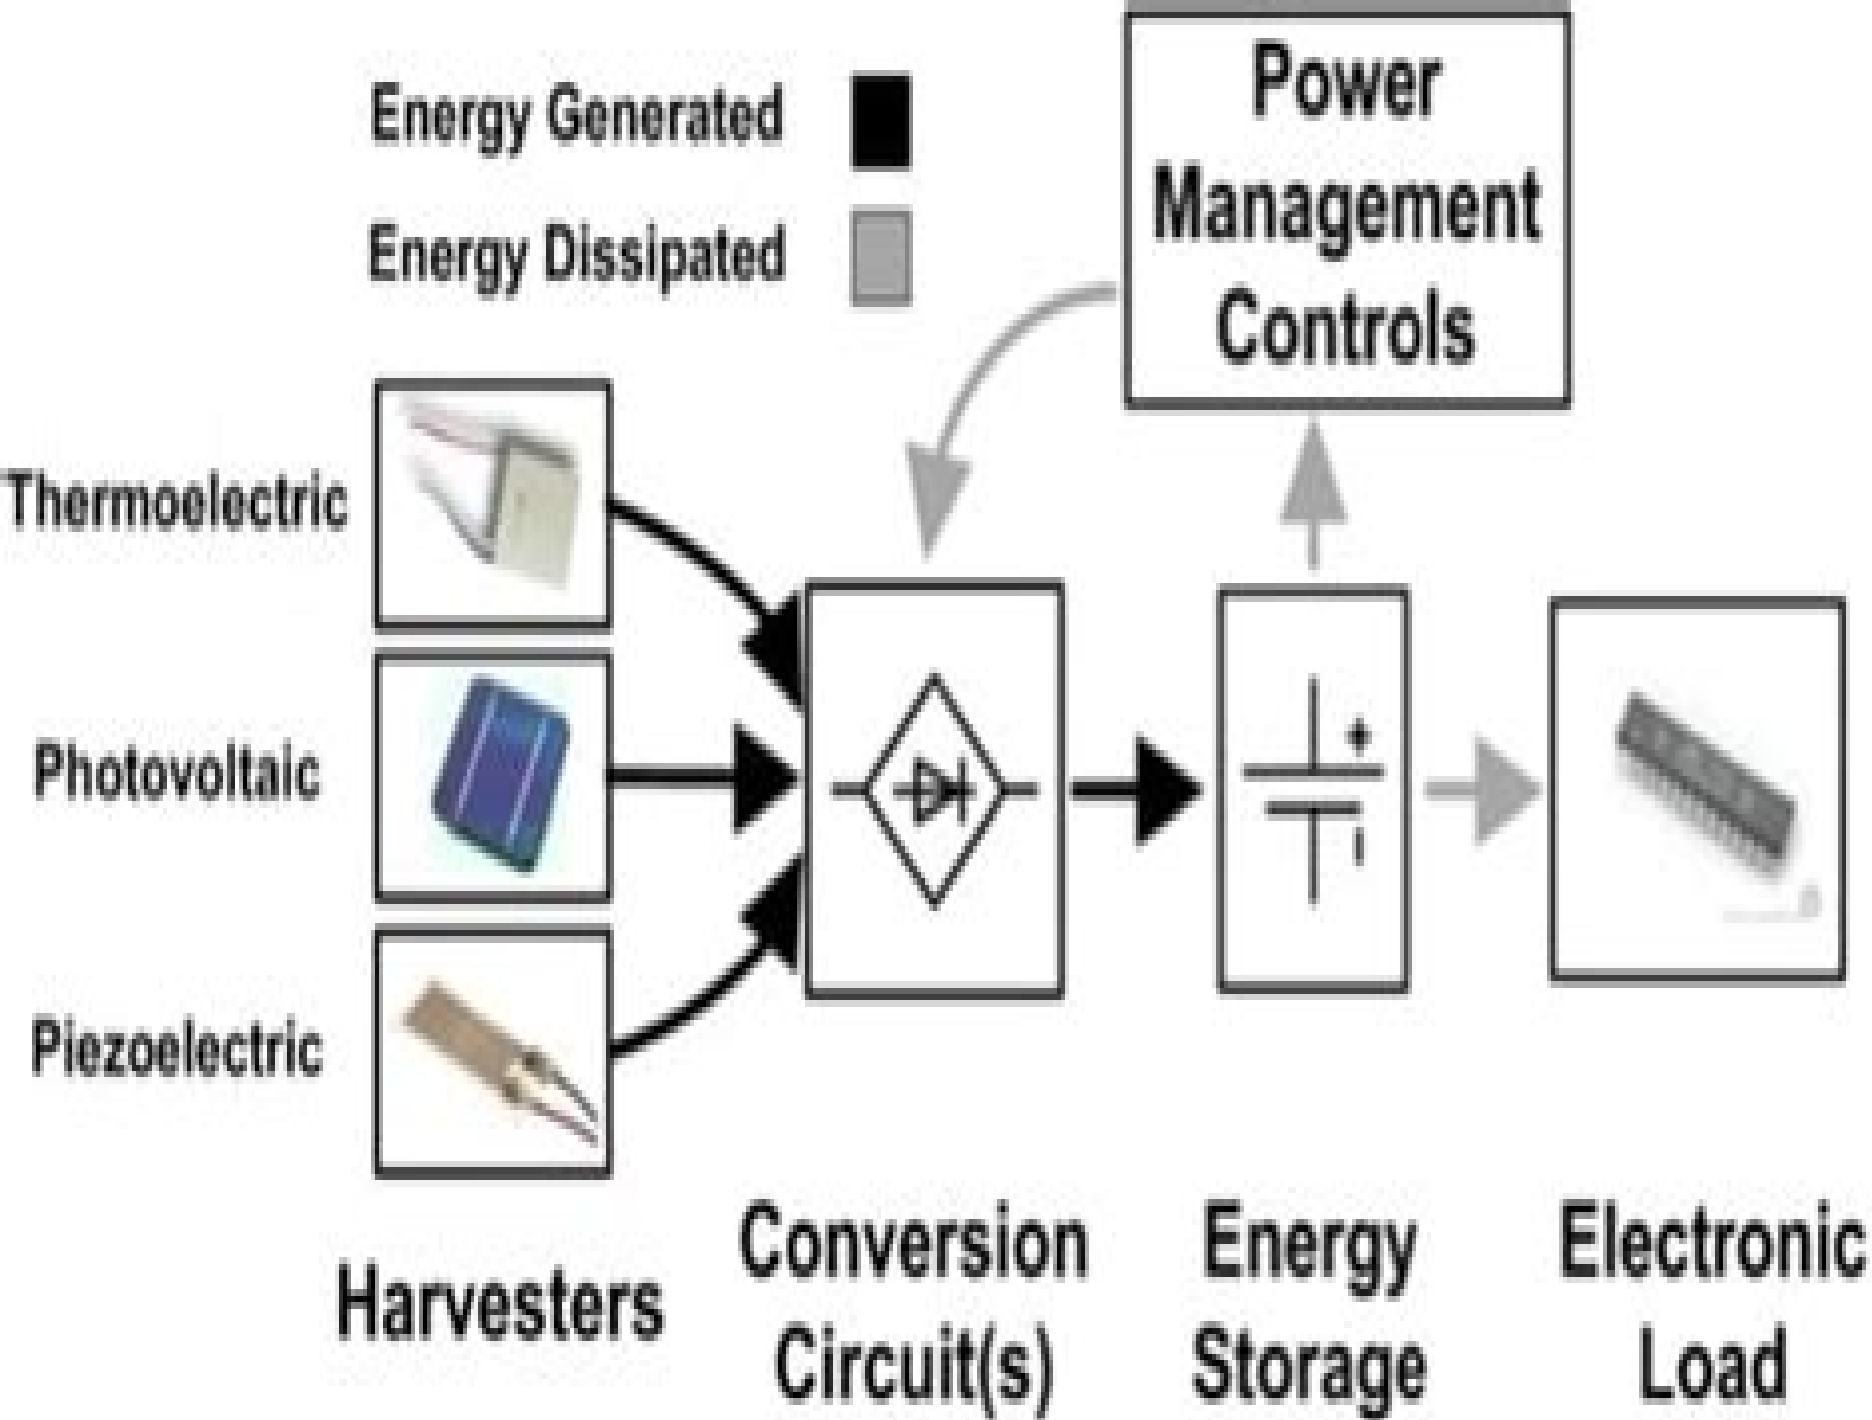 Energy Generated
Energy Dissipated
Power
Management
Controls
Thermoelectric
Photovoltaic
Piezoelectric
+
-
Harvesters
Conversion
Circuit(s)
Energy
Storage
Electronic
Load